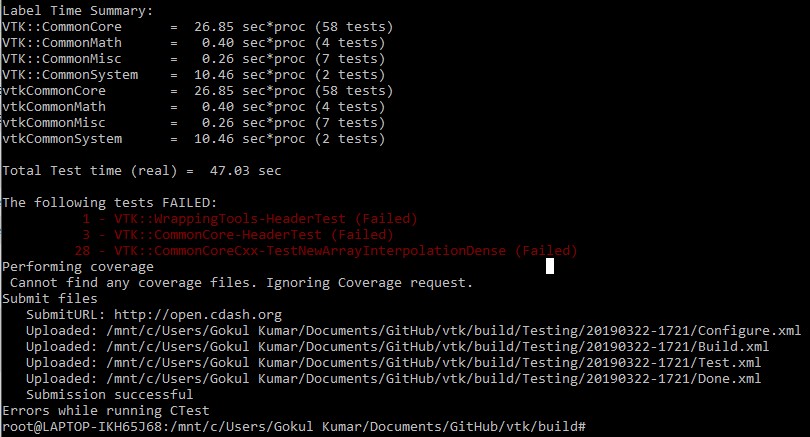 Label Time Summary:
VTK::CommonCore      =  26.85 sec*proc (58 tests)
VTK::CommonMath      =   0.40 sec*proc (4 tests)
VTK::CommonMisc      =   0.26 sec*proc (7 tests)
VTK::CommonSystem    =  10.46 sec*proc (2 tests)
vtkCommonCore        =  26.85 sec*proc (58 tests)
vtkCommonMath        =   0.40 sec*proc (4 tests)
vtkCommonMisc        =   0.26 sec*proc (7 tests)
vtkCommonSystem      =  10.46 sec*proc (2 tests)
Total Test time (real) =  47.03 sec
The following tests FAILED:
          1 - VTK::WrappingTools-HeaderTest (Failed)
          3 - VTK::CommonCore-HeaderTest (Failed)
         28 - VTK::CommonCoreCxx-TestNewArrayInterpolationDense (Failed)
Performing coverage
 Cannot find any coverage files. Ignoring Coverage request.
Submit files
   SubmitURL: http://open.cdash.org
   Uploaded: /mnt/c/Users/Gokul Kumar/Documents/GitHub/vtk/build/Testing/20190322-1721/Configure.xml
   Uploaded: /mnt/c/Users/Gokul Kumar/Documents/GitHub/vtk/build/Testing/20190322-1721/Build.xml
   Uploaded: /mnt/c/Users/Gokul Kumar/Documents/GitHub/vtk/build/Testing/20190322-1721/Test.xml
   Uploaded: /mnt/c/Users/Gokul Kumar/Documents/GitHub/vtk/build/Testing/20190322-1721/Done.xml
   Submission successful
Errors while running CTest
root@LAPTOP-IKH65J68:/mnt/c/Users/Gokul Kumar/Documents/GitHub/vtk/build#